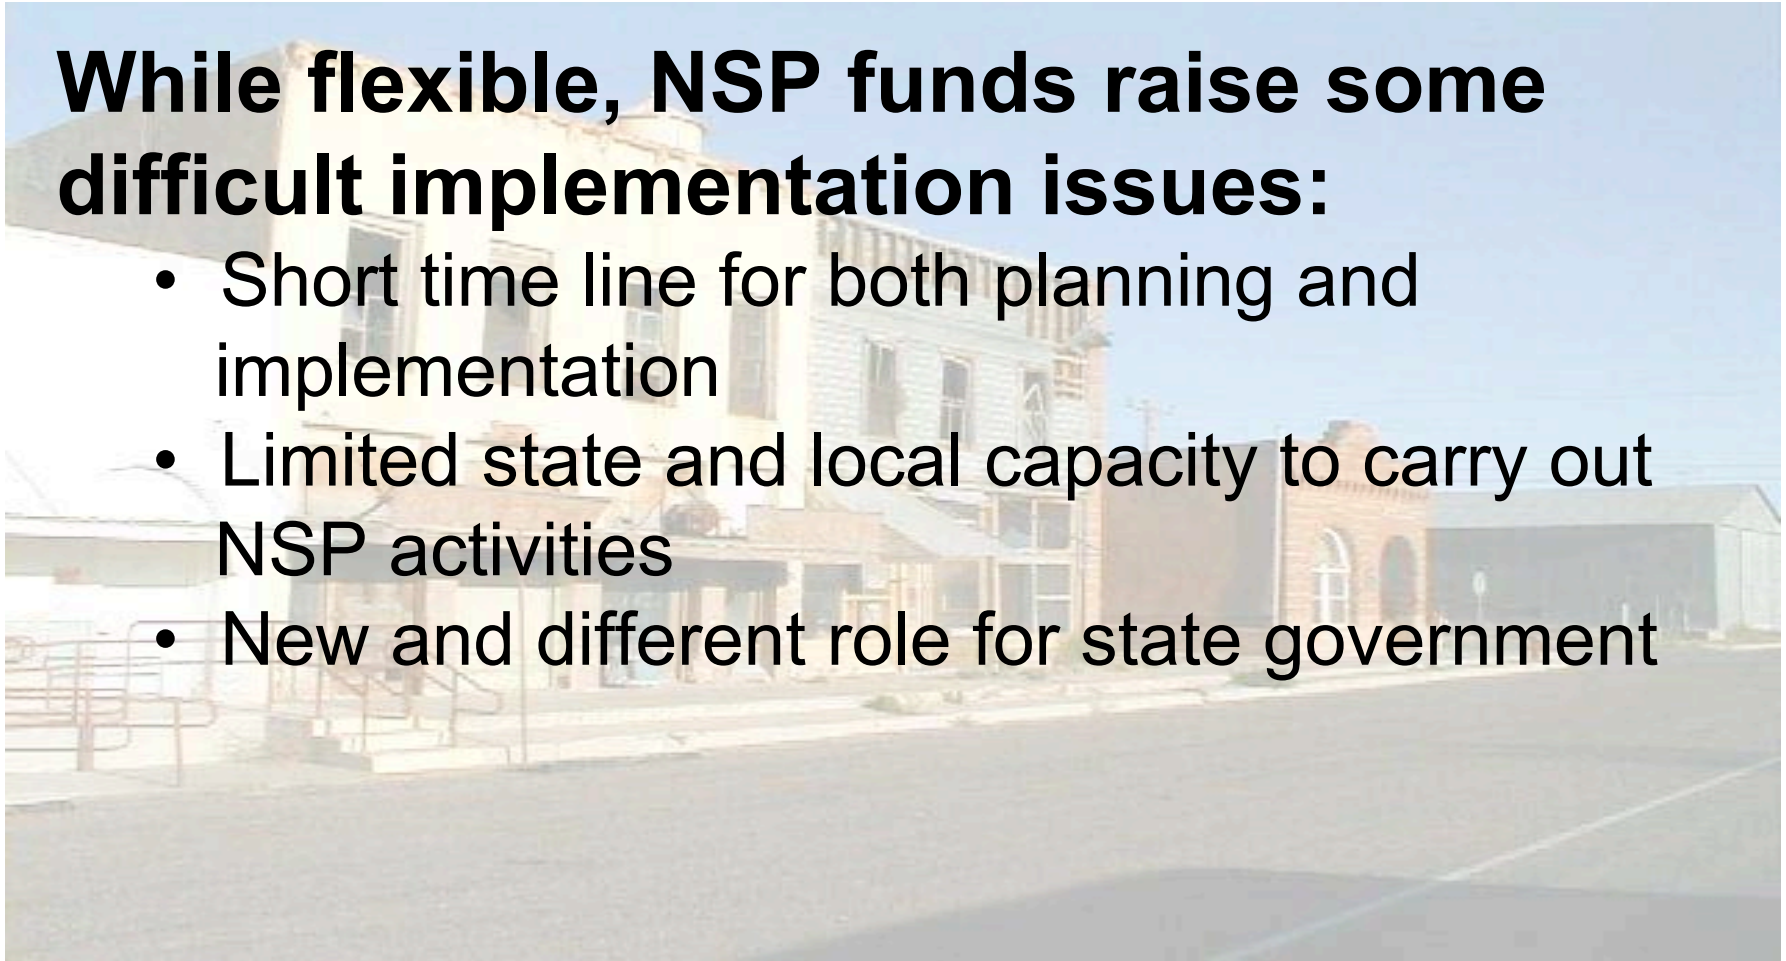 While flexible, NSP funds raise some
difficult implementation issues:
• Short time line for both planning and
implementation
• Limited state and local capacity to carry out
NSP activities
• New and different role for state government